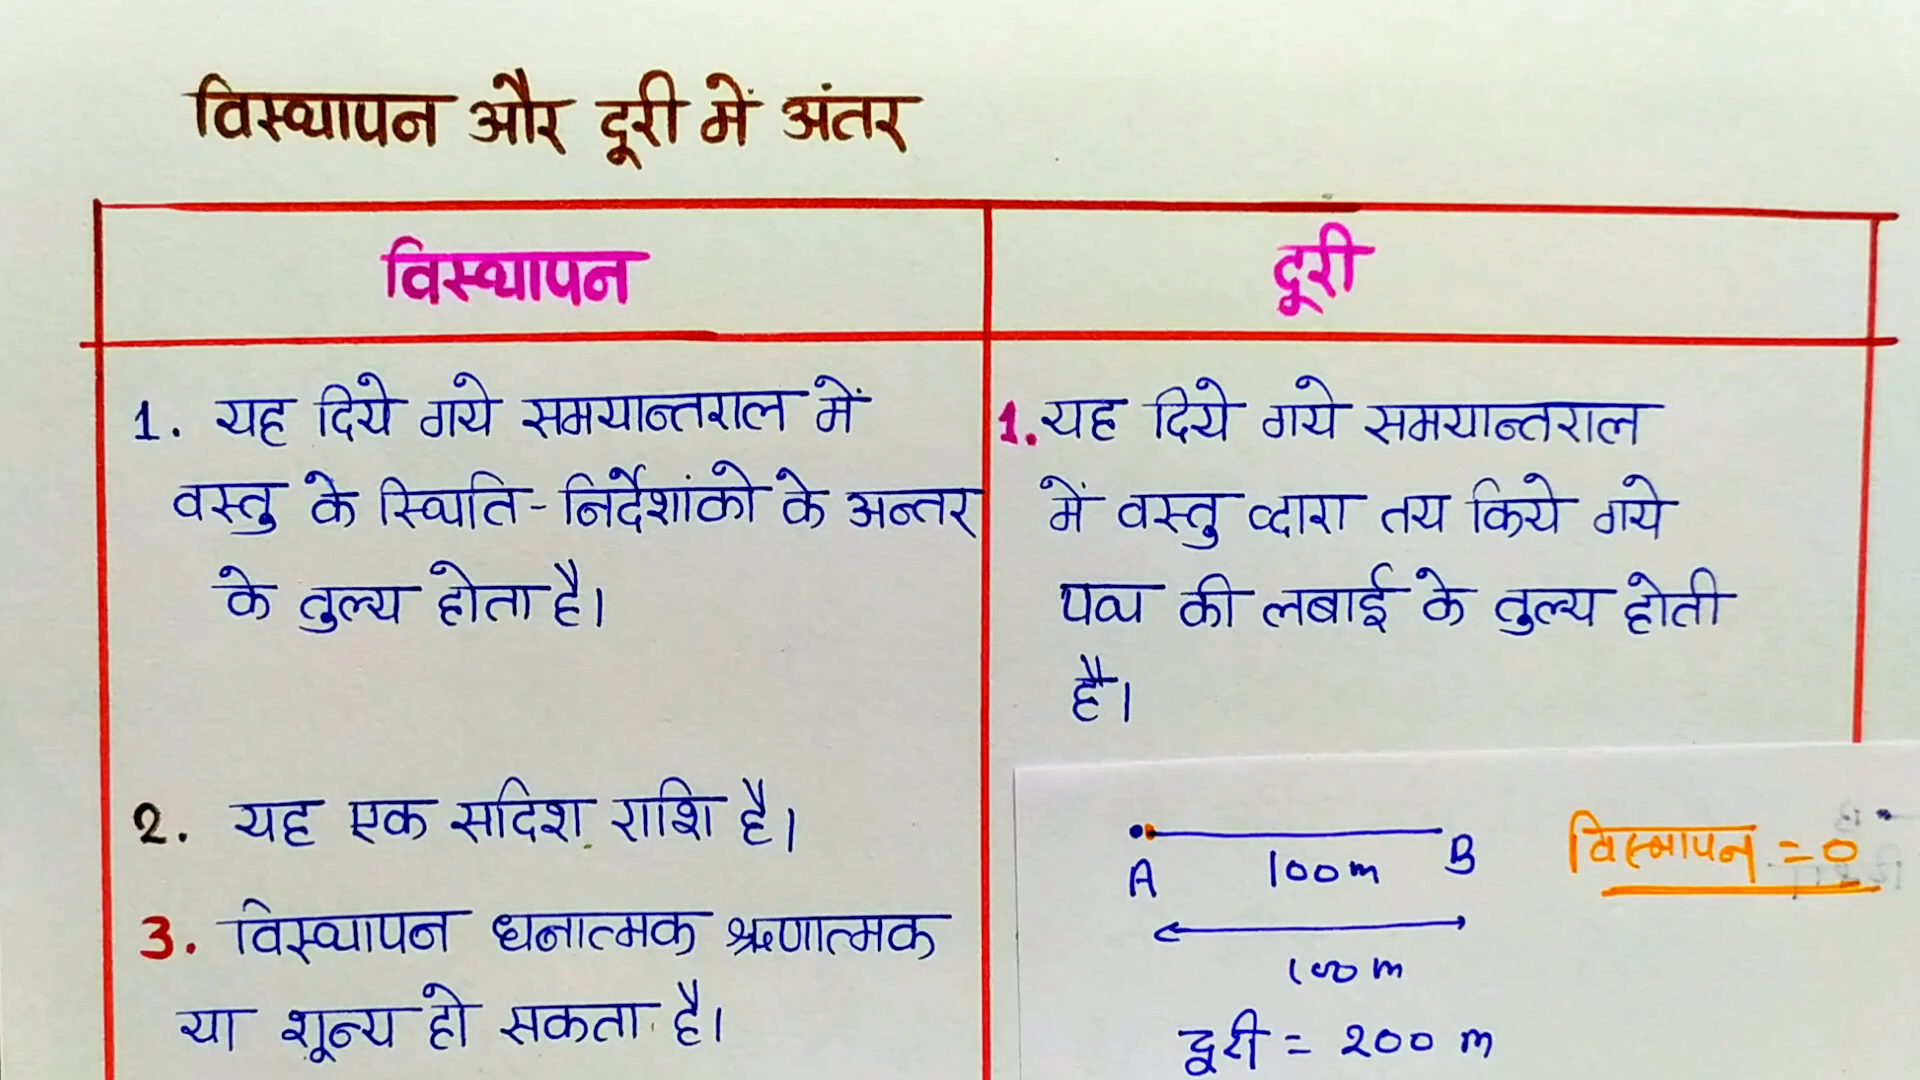 विस्थापन और दूरी में अंतर
विस्थापन
दूरी
1. यह दिये गये समयान्तराल में
वस्तु के स्थिति-निर्देशांको के अन्तर
के तुल्य होता है।
2. यह एक सदिश राशि है।
3. विस्थापन धनात्मक ऋणात्मक
या शून्य हो सकता है।
1. यह दिये गये समयान्तराल
में वस्तु व्दारा तय किये गये
पथ की लबाई के तुल्य होती
है।
A 100m B
100 m
दूरी = 200 m
विस्थापन = 0